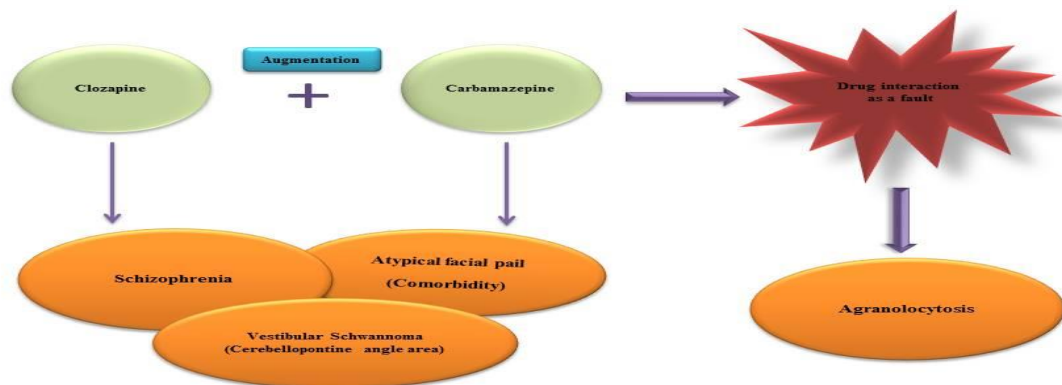 Augmentation
Clozapine
Carbamazepine
Drug interaction
as a fault
Schizophrenia
Atypical facial pail
(Comorbidity)
Vestibular Schwannoma
(Cerebellopontine angle area)
Agranolocytosis